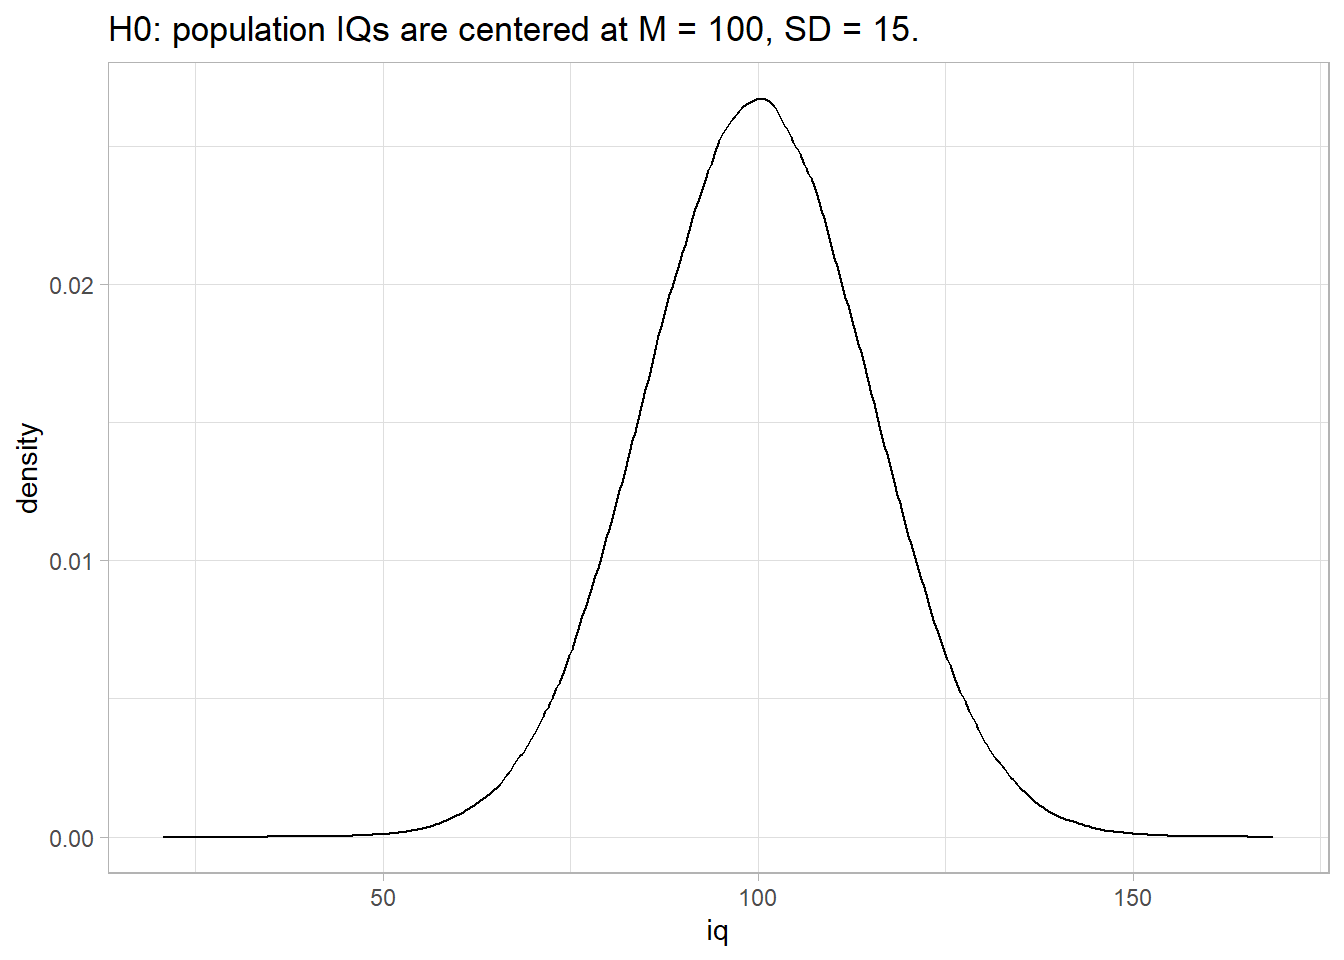 H0: population IQs are centered at M = 100, SD = 15.
density
0.02
0.01
0.00
50 100 150
iq